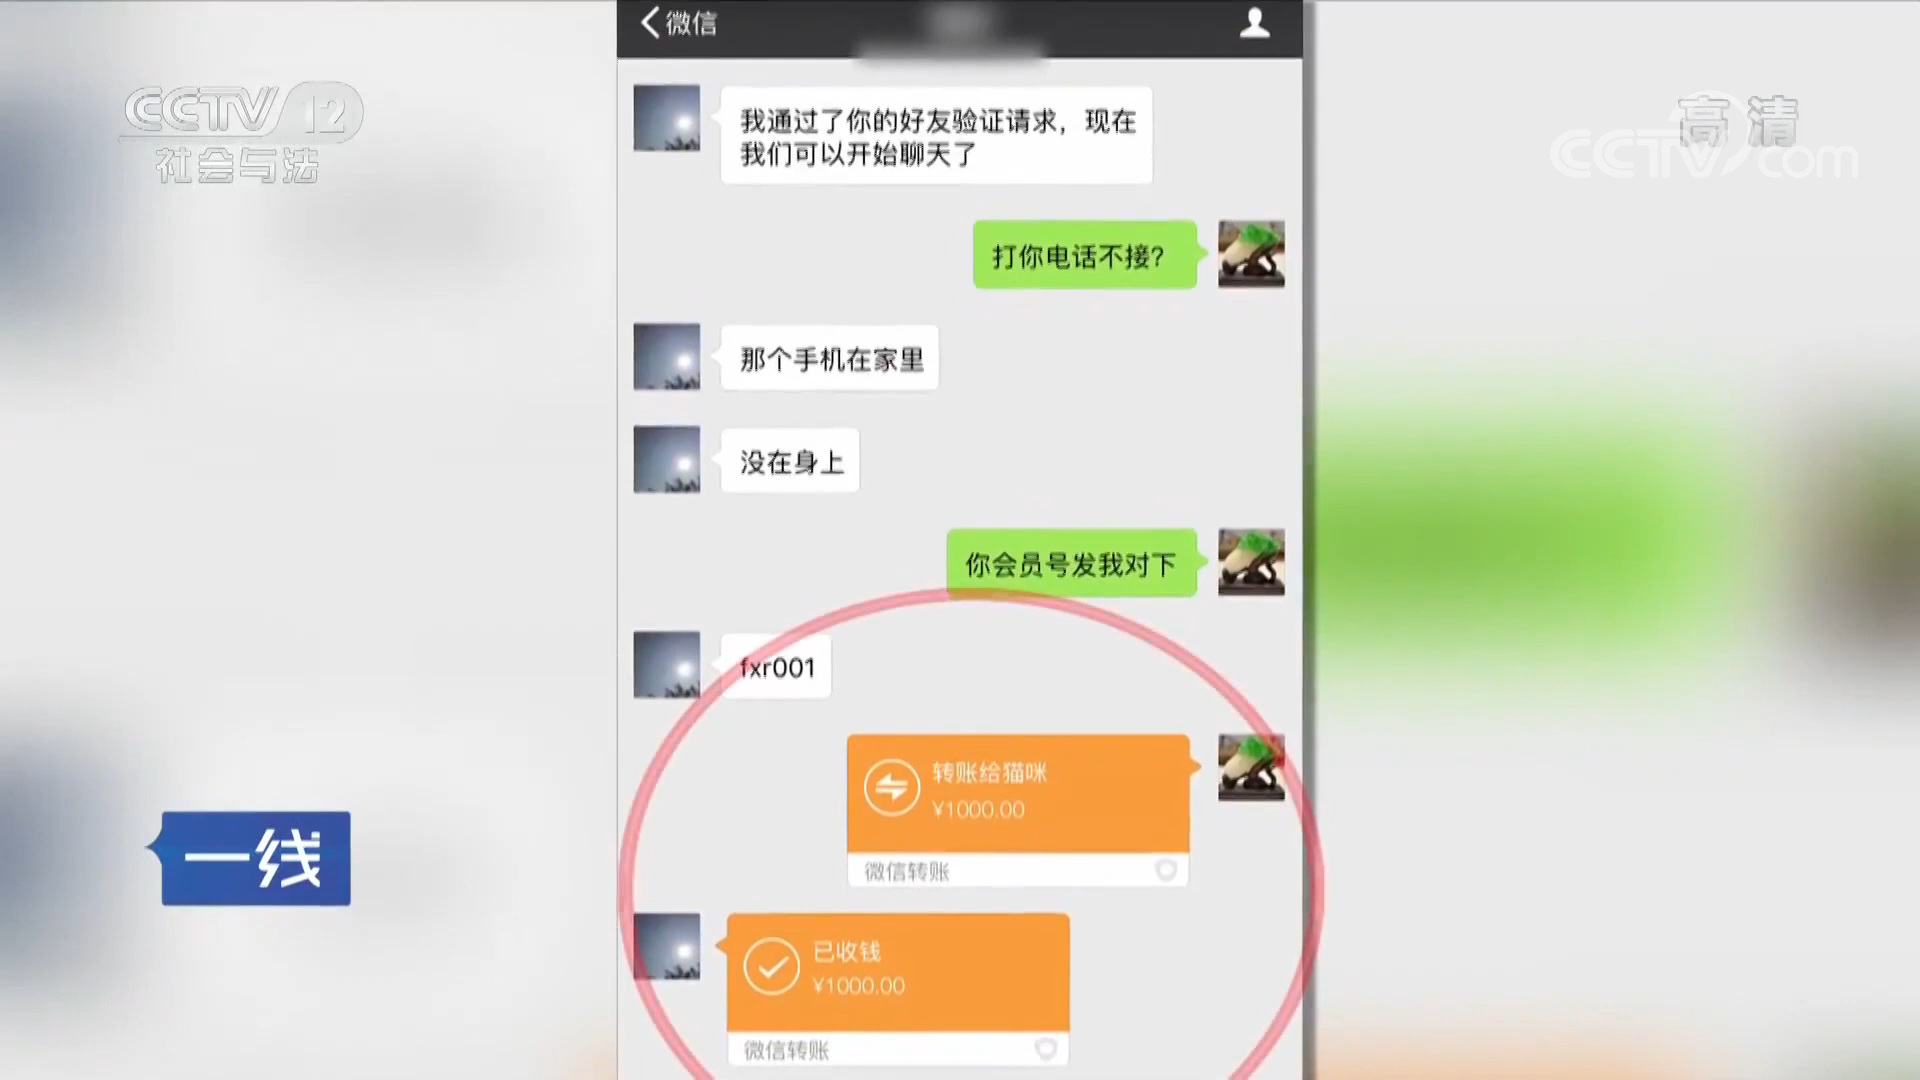 微信
CCTV 12
社会与法
高清
CCTV.com
我通过了你的好友验证请求，现在
我们可以开始聊天了
打你电话不接？
那个手机在家里
没在身上
你会员号发我对下
fxr001
转账给猫咪
¥1000.00
微信转账
一线
已收钱
¥1000.00
微信转账